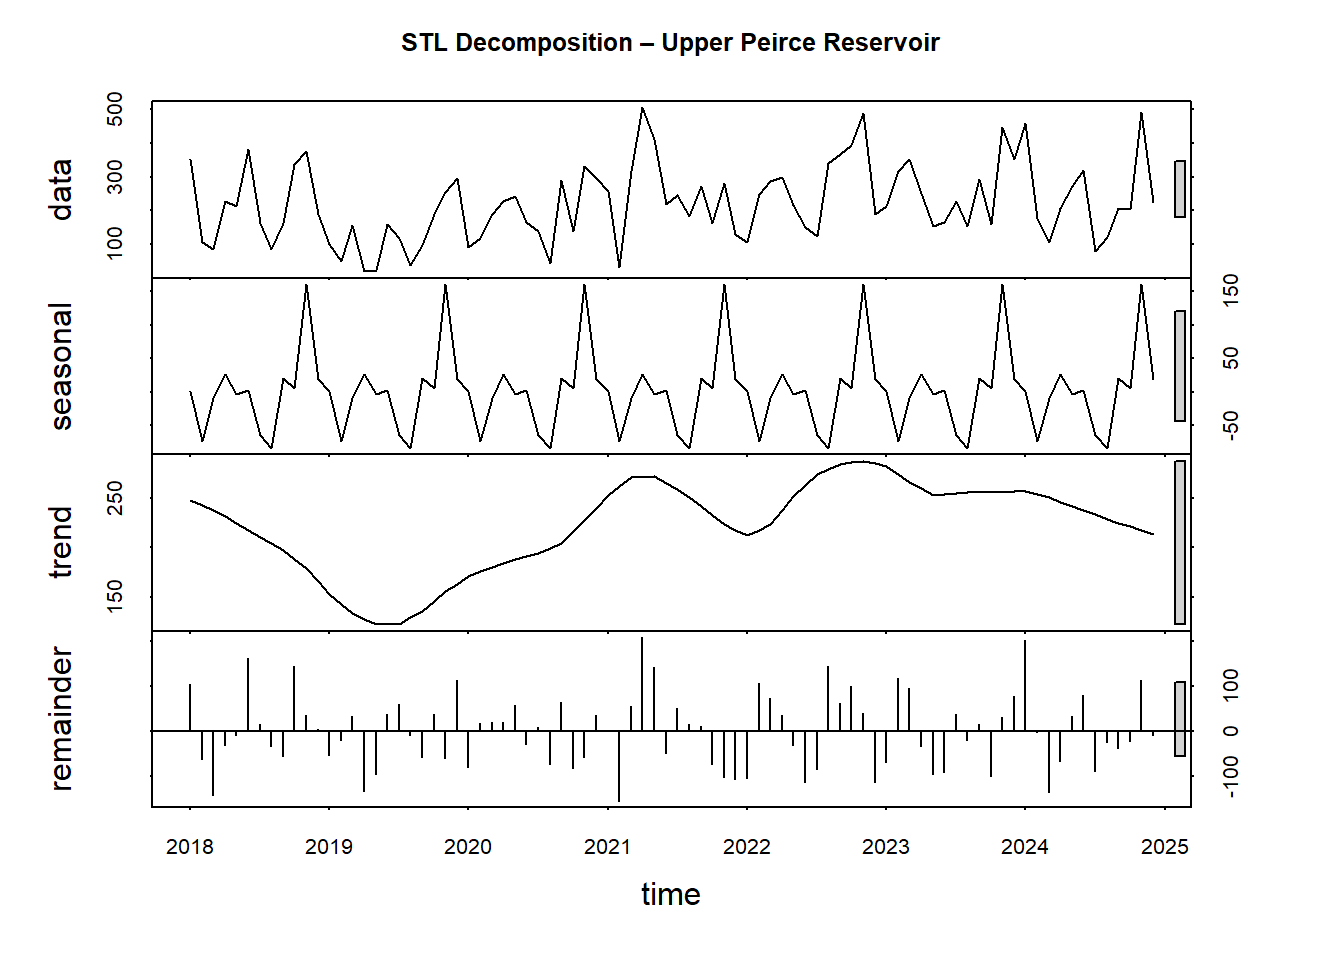 STL Decomposition – Upper Peirce Reservoir
data
100 300 500
seasonal
-50 50 150
trend
150 250
remainder
-100 0 100
2018 2019 2020 2021 2022 2023 2024 2025
time